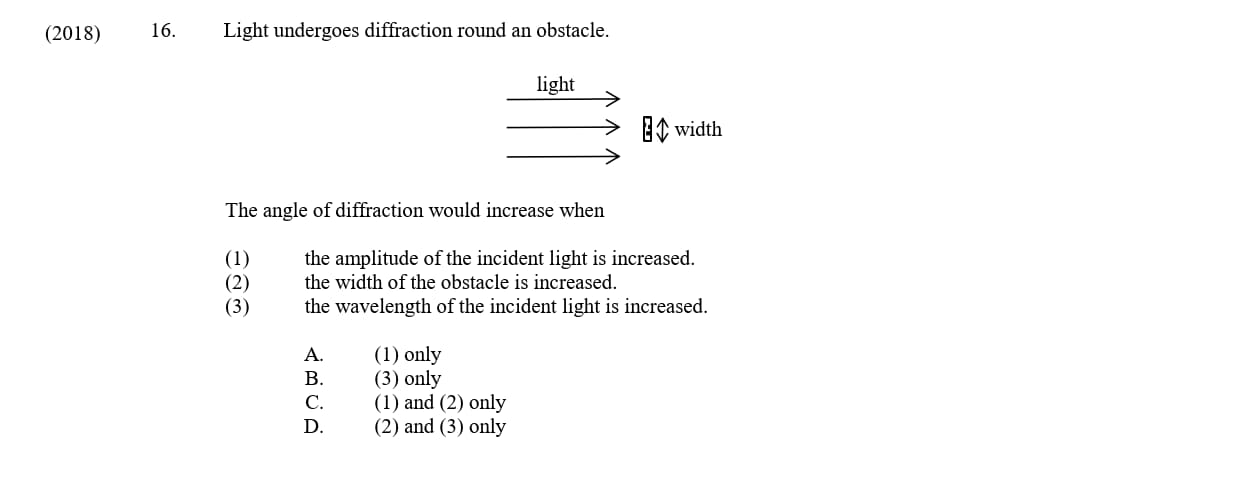 (2018) 16. Light undergoes diffraction round an obstacle.
light
width
The angle of diffraction would increase when
(1) the amplitude of the incident light is increased.
(2) the width of the obstacle is increased.
(3) the wavelength of the incident light is increased.
A. (1) only
B. (3) only
C. (1) and (2) only
D. (2) and (3) only